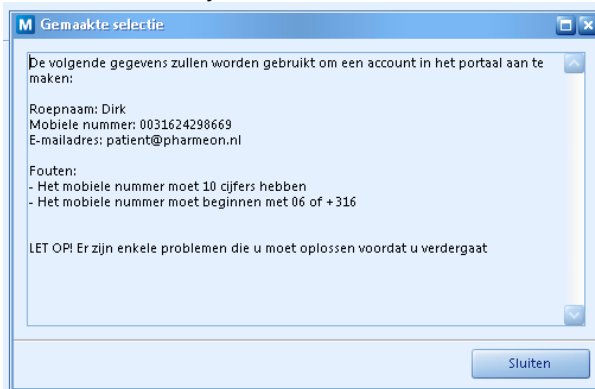 M Gemaakte selectie
De volgende gegevens zullen worden gebruikt om een account in het portaal aan te
maken:
Roepnaam: Dirk
Mobiele nummer: 0031624298669
E-mailadres: patient@pharmeon.nl
Fouten:
- Het mobiele nummer moet 10 cijfers hebben
- Het mobiele nummer moet beginnen met 06 of +316
LET OP! Er zijn enkele problemen die u moet oplossen voordat u verdergaat
Sluiten